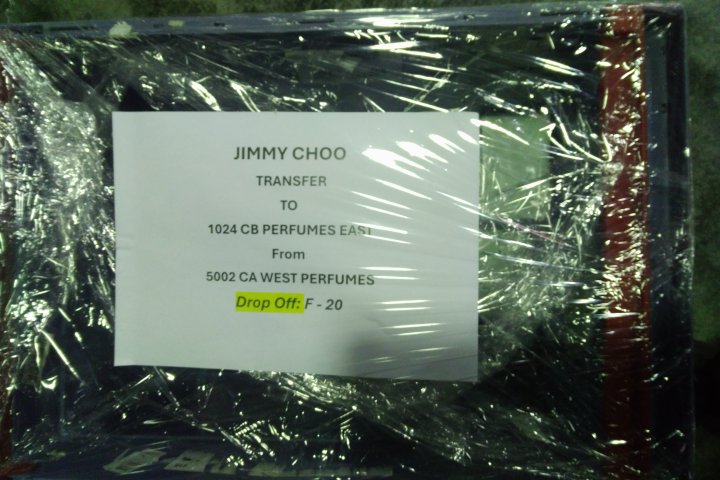 JIMMY CHOO
TRANSFER
TO
1024 CB PERFUMES EAST
From
5002 CA WEST PERFUMES
Drop Off: F - 20